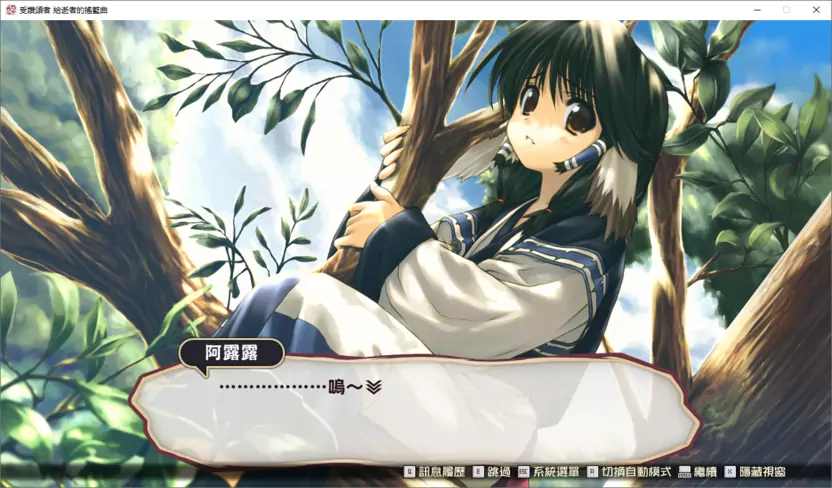 受讚頌者 給逝者的搖籃曲
阿露露
………………嗚～
L 訊息履歷 E 跳過 ESC 系統選單 A 切換自動模式 繼續 X 隱藏視窗